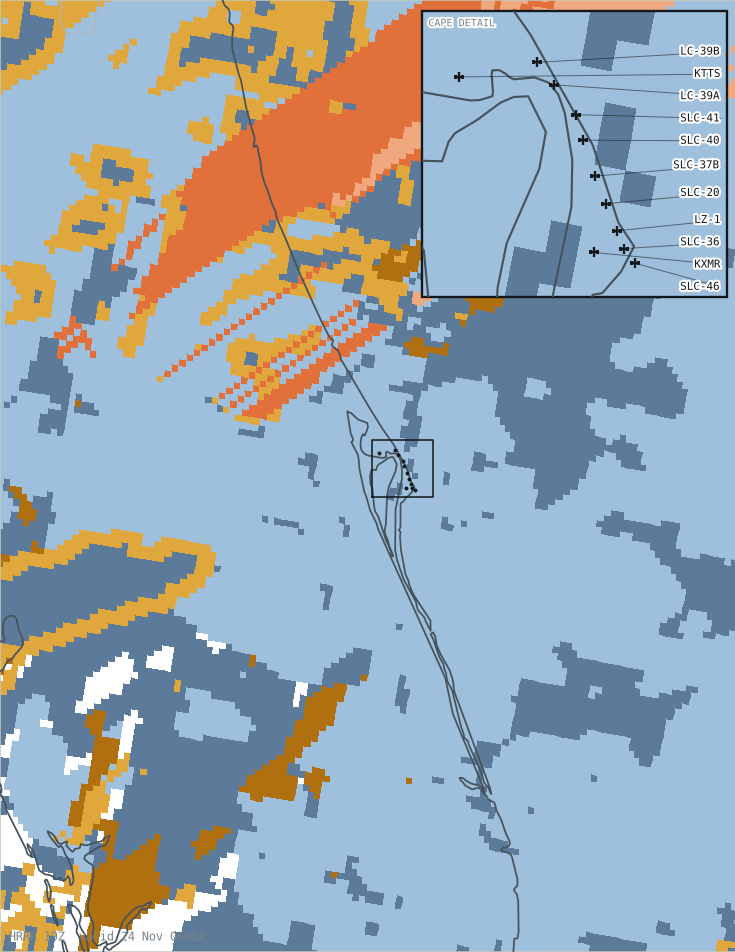 CAPE DETAIL
LC-39B
KTTS
LC-39A
SLC-41
SLC-40
SLC-37B
SLC-20
LZ-1
SLC-36
KXMR
SLC-46
24 Nov